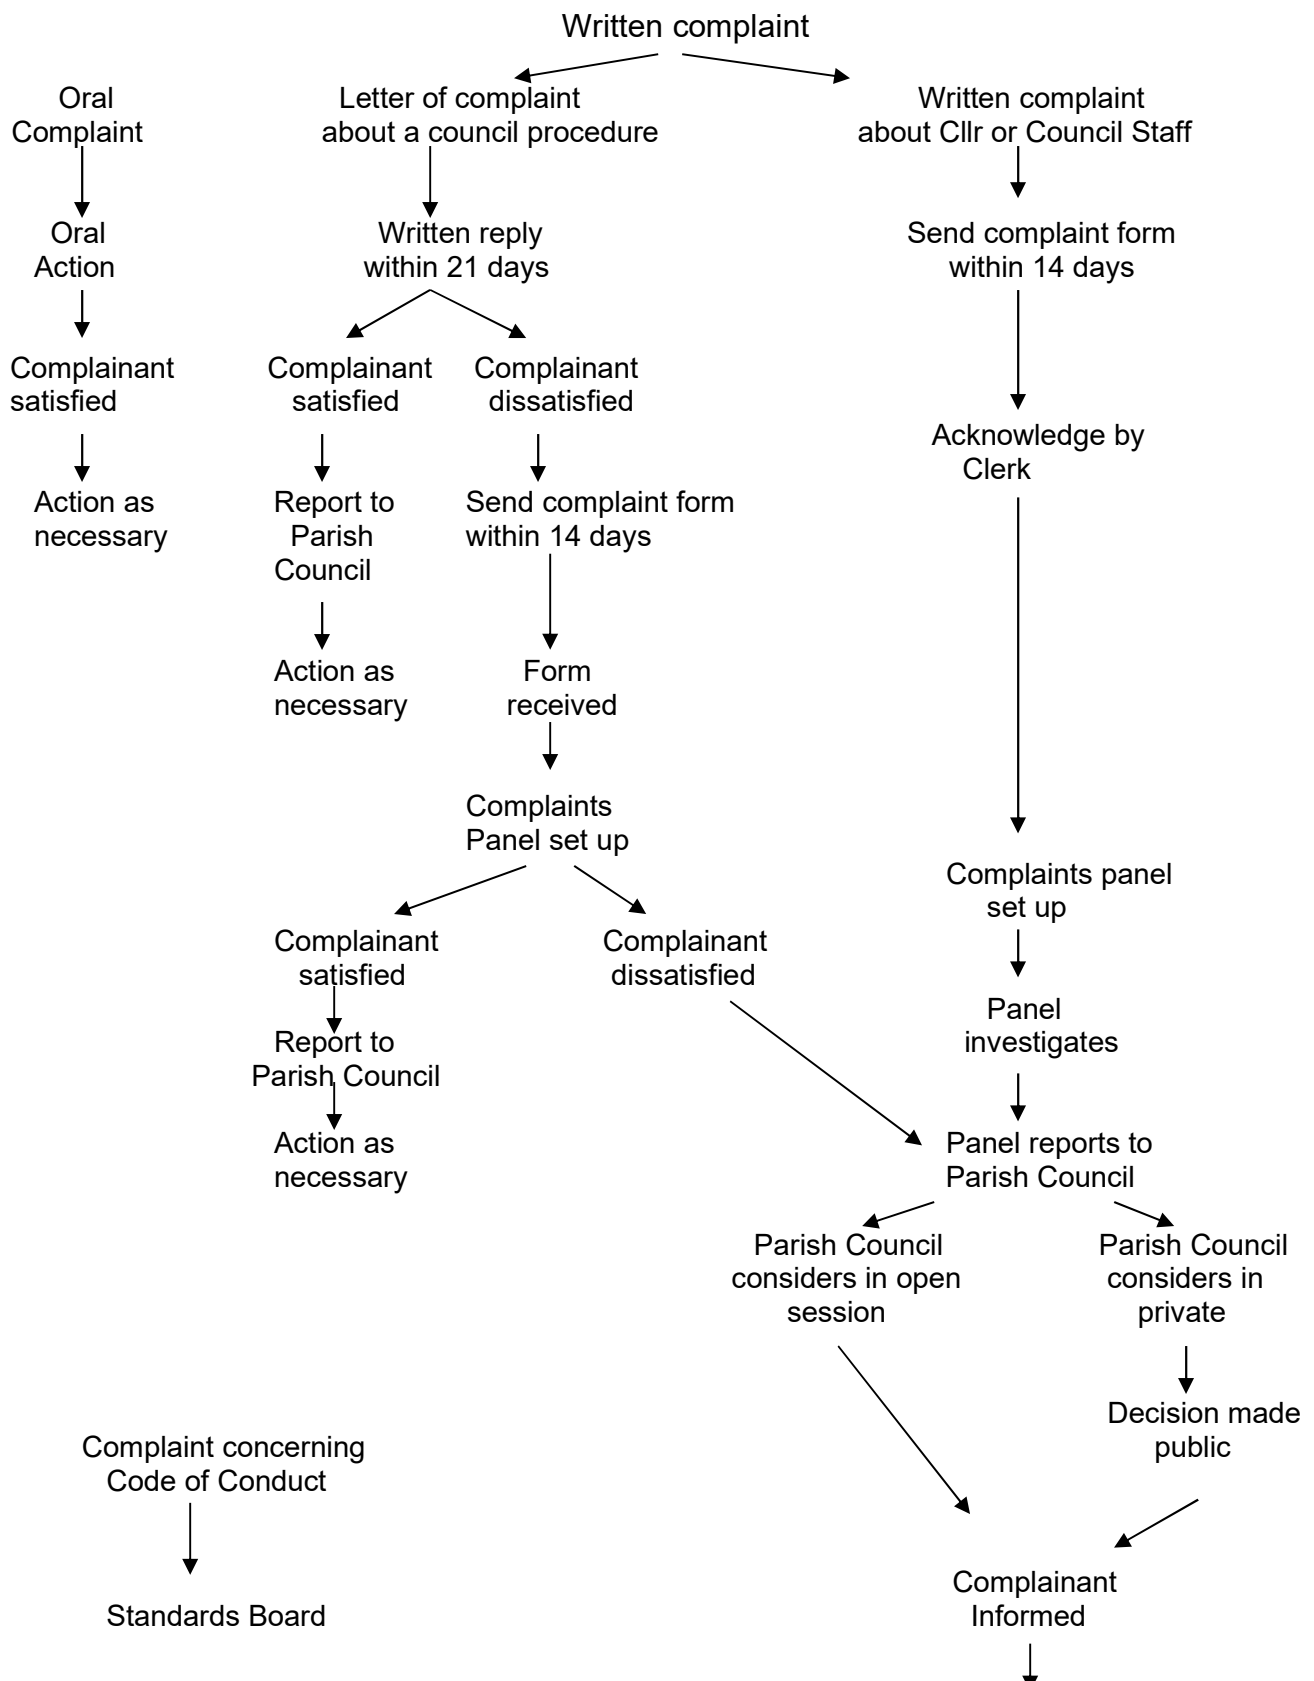 Written complaint
Oral
Complaint
Letter of complaint
about a council procedure
Written complaint
about Cllr or Council Staff
Oral
Action
Written reply
within 21 days
Send complaint form
within 14 days
Complainant
satisfied
Complainant
satisfied
Complainant
dissatisfied
Acknowledge by
Clerk
Action as
necessary
Report to
Parish
Council
Send complaint form
within 14 days
Action as
necessary
Form
received
Complaints
Panel set up
Complaints panel
set up
Complainant
satisfied
Complainant
dissatisfied
Panel
investigates
Report to
Parish Council
Action as
necessary
Panel reports to
Parish Council
Parish Council
considers in open
session
Parish Council
considers in
private
Decision made
public
Complaint concerning
Code of Conduct
Standards Board
Complainant
Informed